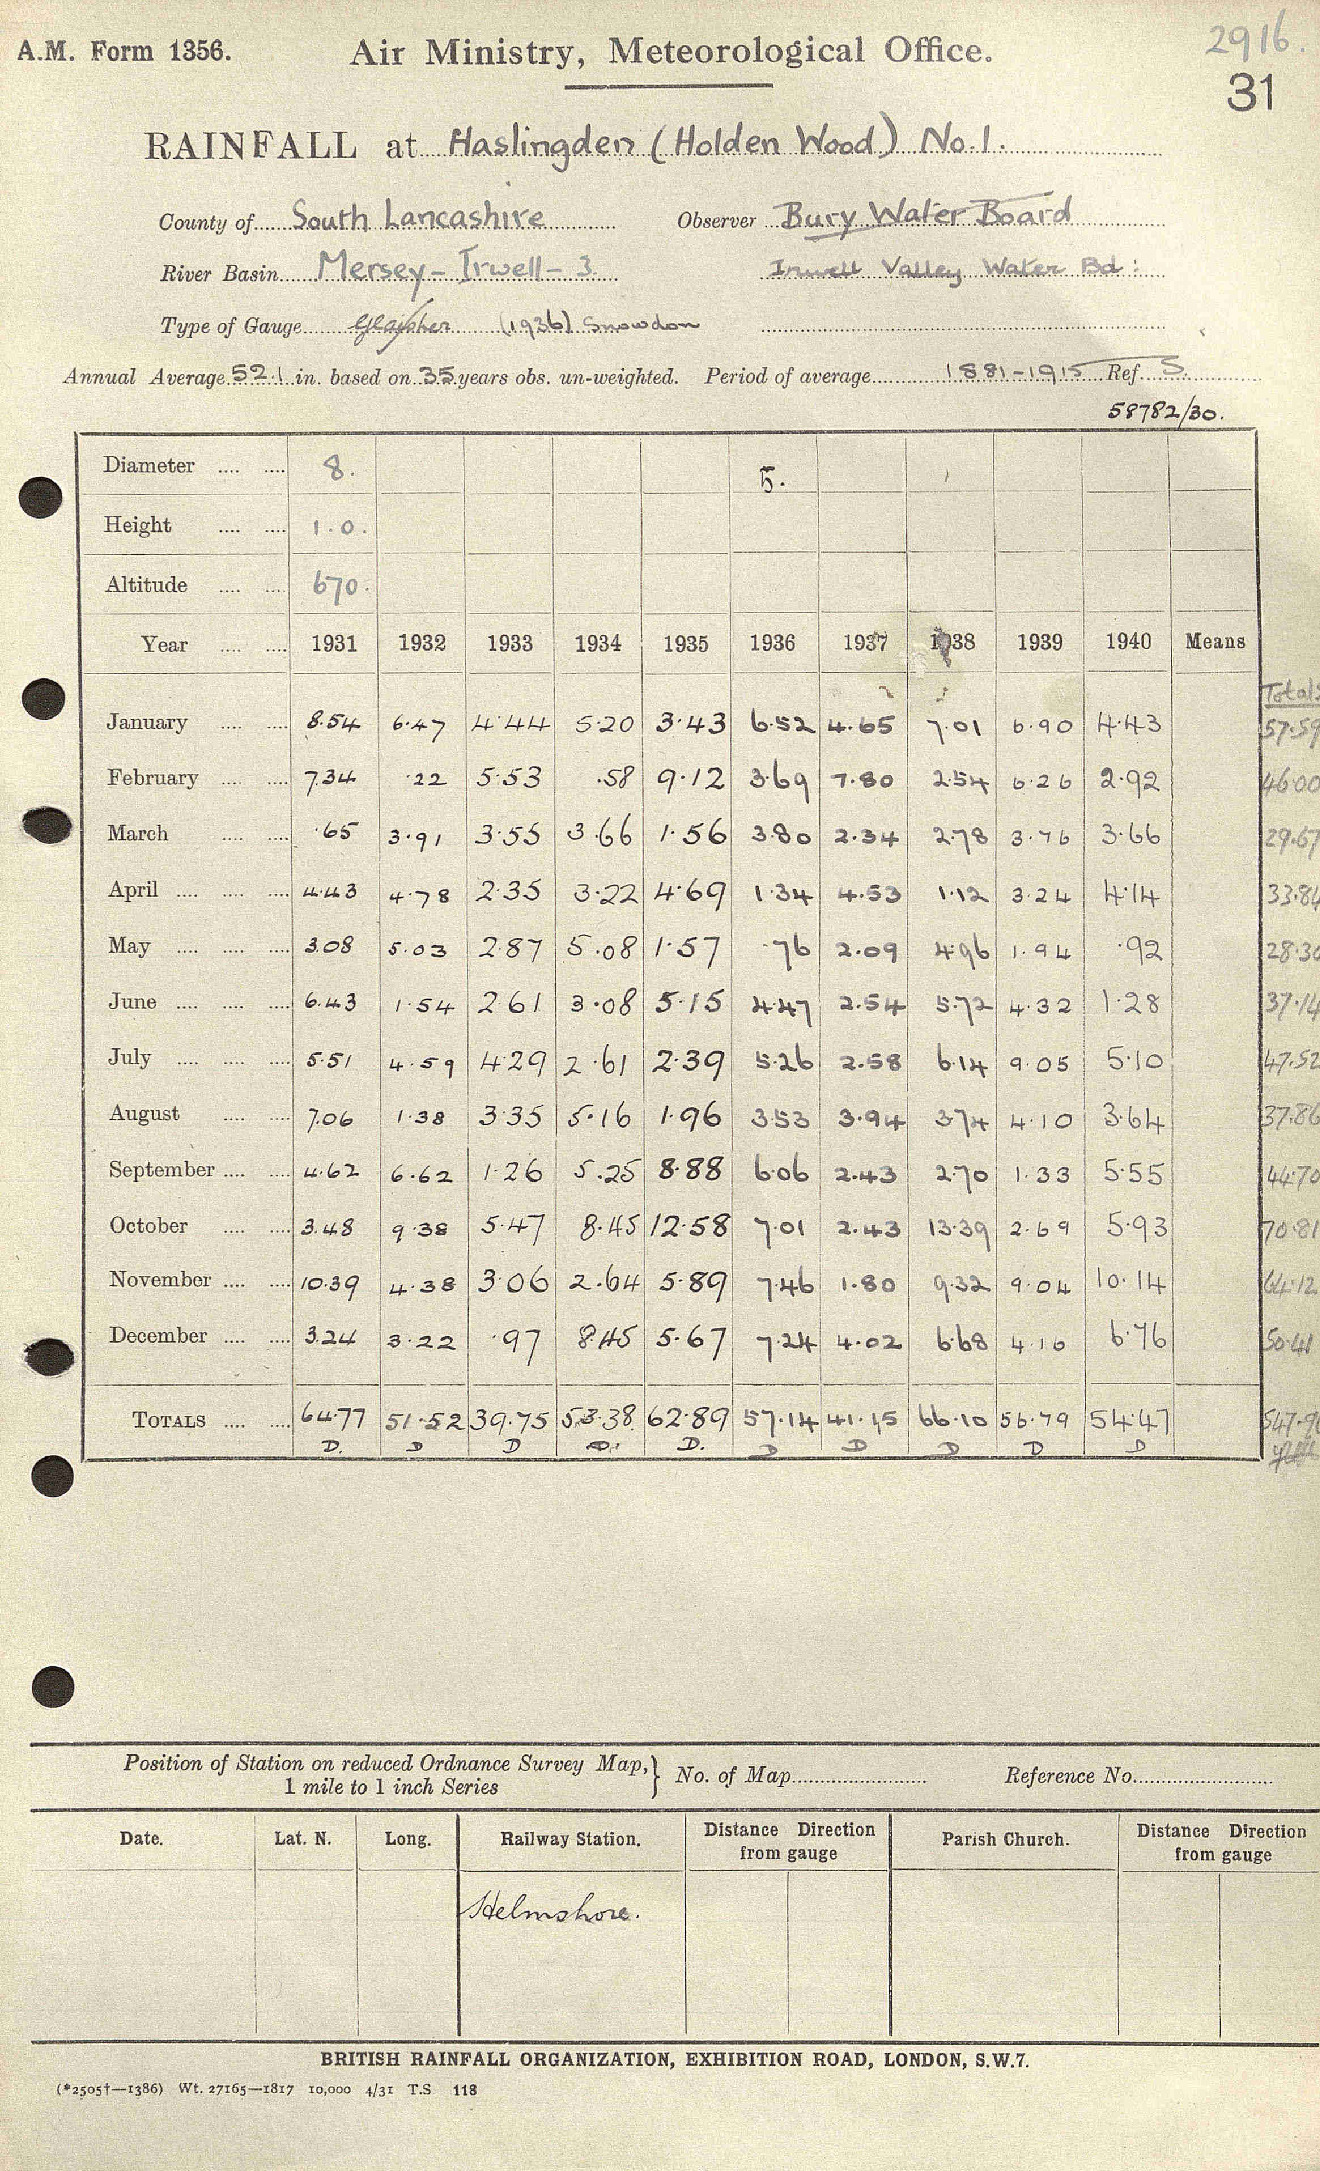 2916.
A.M. Form 1356. Air Ministry, Meteorological Office.
31
RAINFALL at Haslingden (Holden Wood) No.1.
County of South Lancashire Observer Bury Water Board
River Basin Mersey - Irwell - 3 Irwell Valley Water Bd:
Type of Gauge Glaisher (1936) Snowdon
Annual Average 52.1 in. based on 35 years obs. un-weighted. Period of average 1881-1915 Ref. S.
58782/30.
Diameter 8. 5.
Height 1.0.
Altitude 670.
Year 1931 1932 1933 1934 1935 1936 1937 1938 1939 1940 Means
Totals
January 8.54 6.47 4.44 5.20 3.43 6.52 4.65 7.01 6.90 4.43 57.59
February 7.34 .22 5.53 .58 9.12 3.69 7.80 2.54 6.26 2.92 46.00
March .65 3.91 3.55 3.66 1.56 3.80 2.34 2.78 3.76 3.66 29.67
April 4.43 4.78 2.35 3.22 4.69 1.34 4.53 1.12 3.24 4.14 33.84
May 3.08 5.03 2.87 5.08 1.57 .76 2.09 4.96 1.94 .92 28.30
June 6.43 1.54 2.61 3.08 5.15 4.47 2.54 5.72 4.32 1.28 37.14
July 5.51 4.59 4.29 2.61 2.39 5.26 2.58 6.14 9.05 5.10 47.52
August 7.06 1.38 3.35 5.16 1.96 3.53 3.94 3.74 4.10 3.64 37.86
September 4.62 6.62 1.26 5.25 8.88 6.06 2.43 2.70 1.33 5.55 44.70
October 3.48 9.38 5.47 8.45 12.58 7.01 2.43 13.39 2.69 5.93 70.81
November 10.39 4.38 3.06 2.64 5.89 7.46 1.80 9.32 9.04 10.14 64.12
December 3.24 3.22 .97 8.45 5.67 7.24 4.02 6.68 4.16 6.76 50.41
TOTALS 64.77 51.52 39.75 53.38 62.89 57.14 41.15 66.10 56.79 54.47 547.96
D. D D D. D. D D D D D
Position of Station on reduced Ordnance Survey Map, } No. of Map Reference No.
1 mile to 1 inch Series
Date. Lat. N. Long. Railway Station. Distance Direction from gauge Parish Church. Distance Direction from gauge
Helmshore.
BRITISH RAINFALL ORGANIZATION, EXHIBITION ROAD, LONDON, S.W.7.
(*2505†—1386) Wt. 27165—1817 10,000 4/31 T.S 118